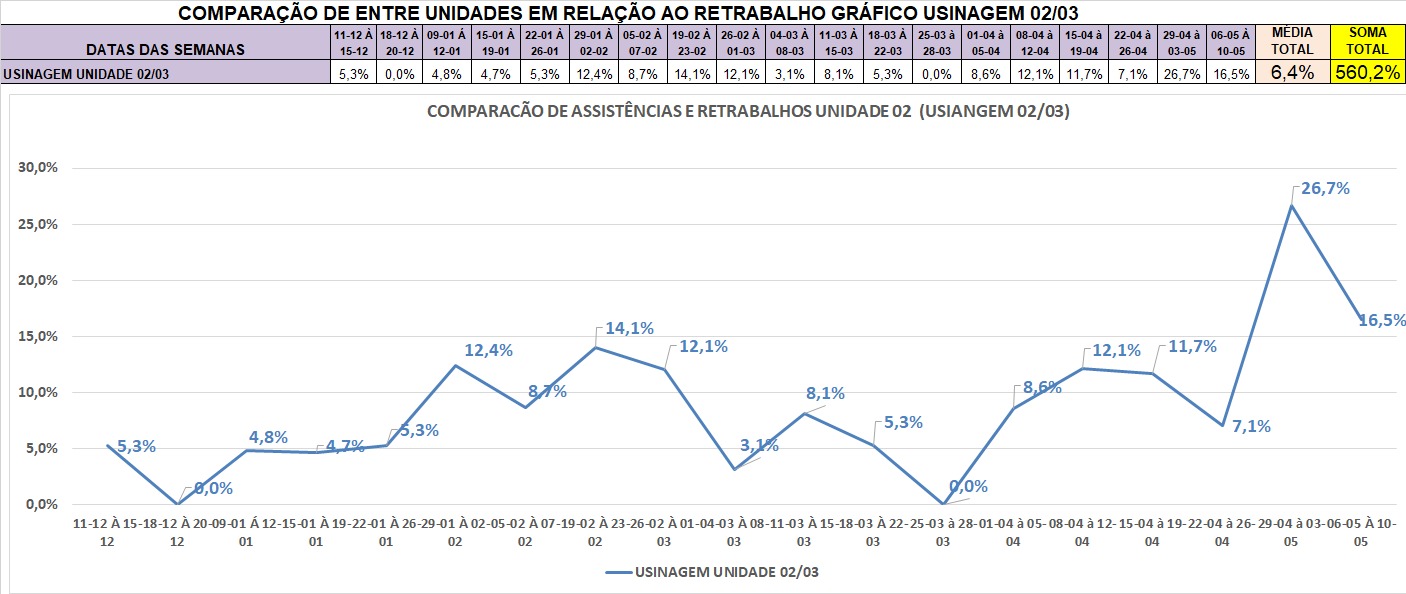 COMPARAÇÃO DE ENTRE UNIDADES EM RELAÇÃO AO RETRABALHO GRÁFICO USINAGEM 02/03
DATAS DAS SEMANAS 11-12 À 15-12 18-12 À 20-12 09-01 À 12-01 15-01 À 19-01 22-01 À 26-01 29-01 À 02-02 05-02 À 07-02 19-02 À 23-02 26-02 À 01-03 04-03 À 08-03 11-03 À 15-03 18-03 À 22-03 25-03 à 28-03 01-04 à 05-04 08-04 à 12-04 15-04 à 19-04 22-04 à 26-04 29-04 à 03-05 06-05 À 10-05 MÉDIA TOTAL SOMA TOTAL
USINAGEM UNIDADE 02/03 5,3% 0,0% 4,8% 4,7% 5,3% 12,4% 8,7% 14,1% 12,1% 3,1% 8,1% 5,3% 0,0% 8,6% 12,1% 11,7% 7,1% 26,7% 16,5% 6,4% 560,2%
COMPARACÃO DE ASSISTÊNCIAS E RETRABALHOS UNIDADE 02 (USIANGEM 02/03)
30,0%
25,0%
20,0%
15,0%
10,0%
5,0%
0,0%
5,3%
0,0%
4,8%
4,7%
5,3%
12,4%
8,7%
14,1%
12,1%
3,1%
8,1%
5,3%
0,0%
8,6%
12,1%
11,7%
7,1%
26,7%
16,5%
11-12 À 15-12
18-12 À 20-12
09-01 À 12-01
15-01 À 19-01
22-01 À 26-01
29-01 À 02-02
05-02 À 07-02
19-02 À 23-02
26-02 À 01-03
04-03 À 08-03
11-03 À 15-03
18-03 À 22-03
25-03 à 28-03
01-04 à 05-04
08-04 à 12-04
15-04 à 19-04
22-04 à 26-04
29-04 à 03-05
06-05 À 10-05
USINAGEM UNIDADE 02/03